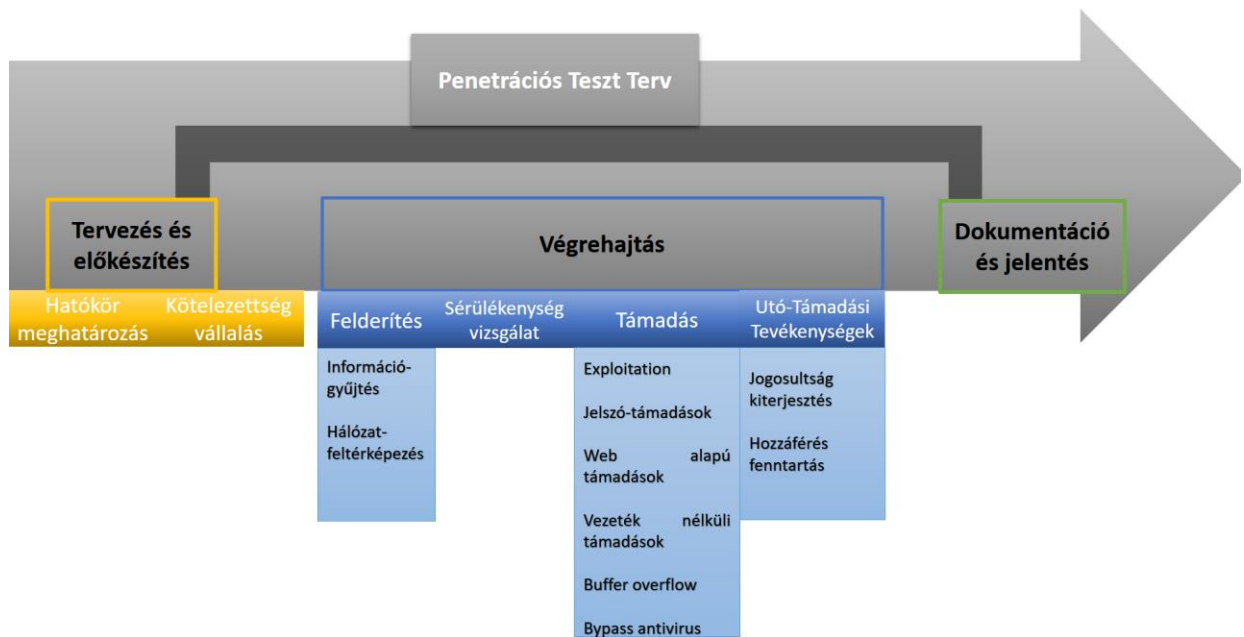 Penetrációs Teszt Terv
Tervezés és
előkészítés
Végrehajtás
Dokumentáció
és jelentés
Hatókör
meghatározás
Kötelezettség
vállalás
Felderítés
Sérülékenység
vizsgálat
Támadás
Utó-Támadási
Tevékenységek
Információ-
gyűjtés
Hálózat-
feltérképezés
Exploitation
Jelszó-támadások
Web alapú
támadások
Vezeték nélküli
támadások
Buffer overflow
Bypass antivirus
Jogosultság
kiterjesztés
Hozzáférés
fenntartás